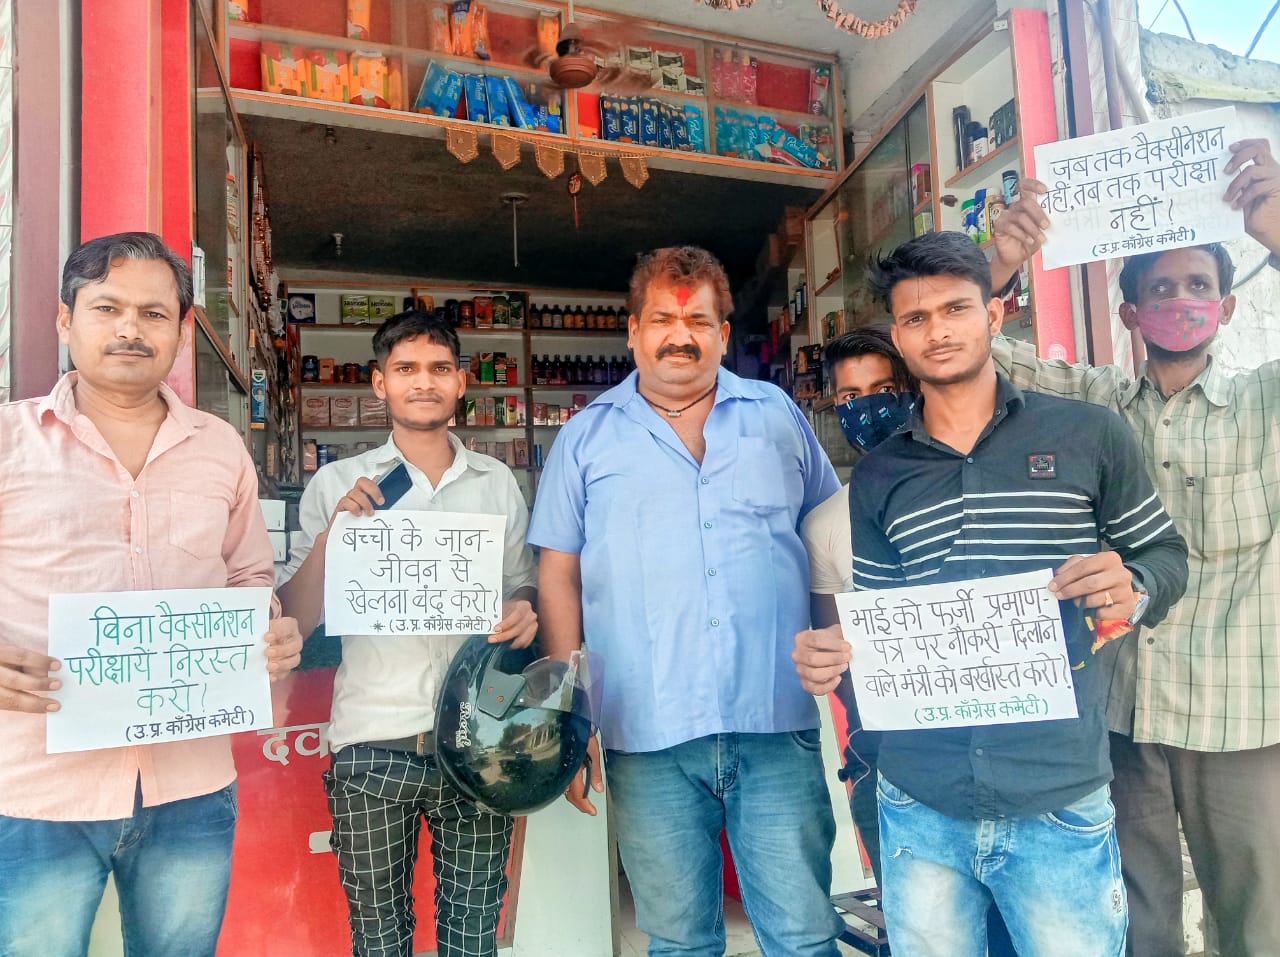 जब तक वैक्सीनेशन
नहीं, तब तक परीक्षा
नहीं!
(उ.प्र. काँग्रेस कमेटी)
बच्चों के जान-
जीवन से
खेलना बंद करो!
*- (उ.प्र. काँग्रेस कमेटी)
बिना वैक्सीनेशन
परीक्षायें निरस्त
करो!
(उ.प्र. काँग्रेस कमेटी)
भाई को फर्जी प्रमाण-
पत्र पर नौकरी दिलाने
वाले मंत्री को बर्खास्त करो!
(उ.प्र. काँग्रेस कमेटी)